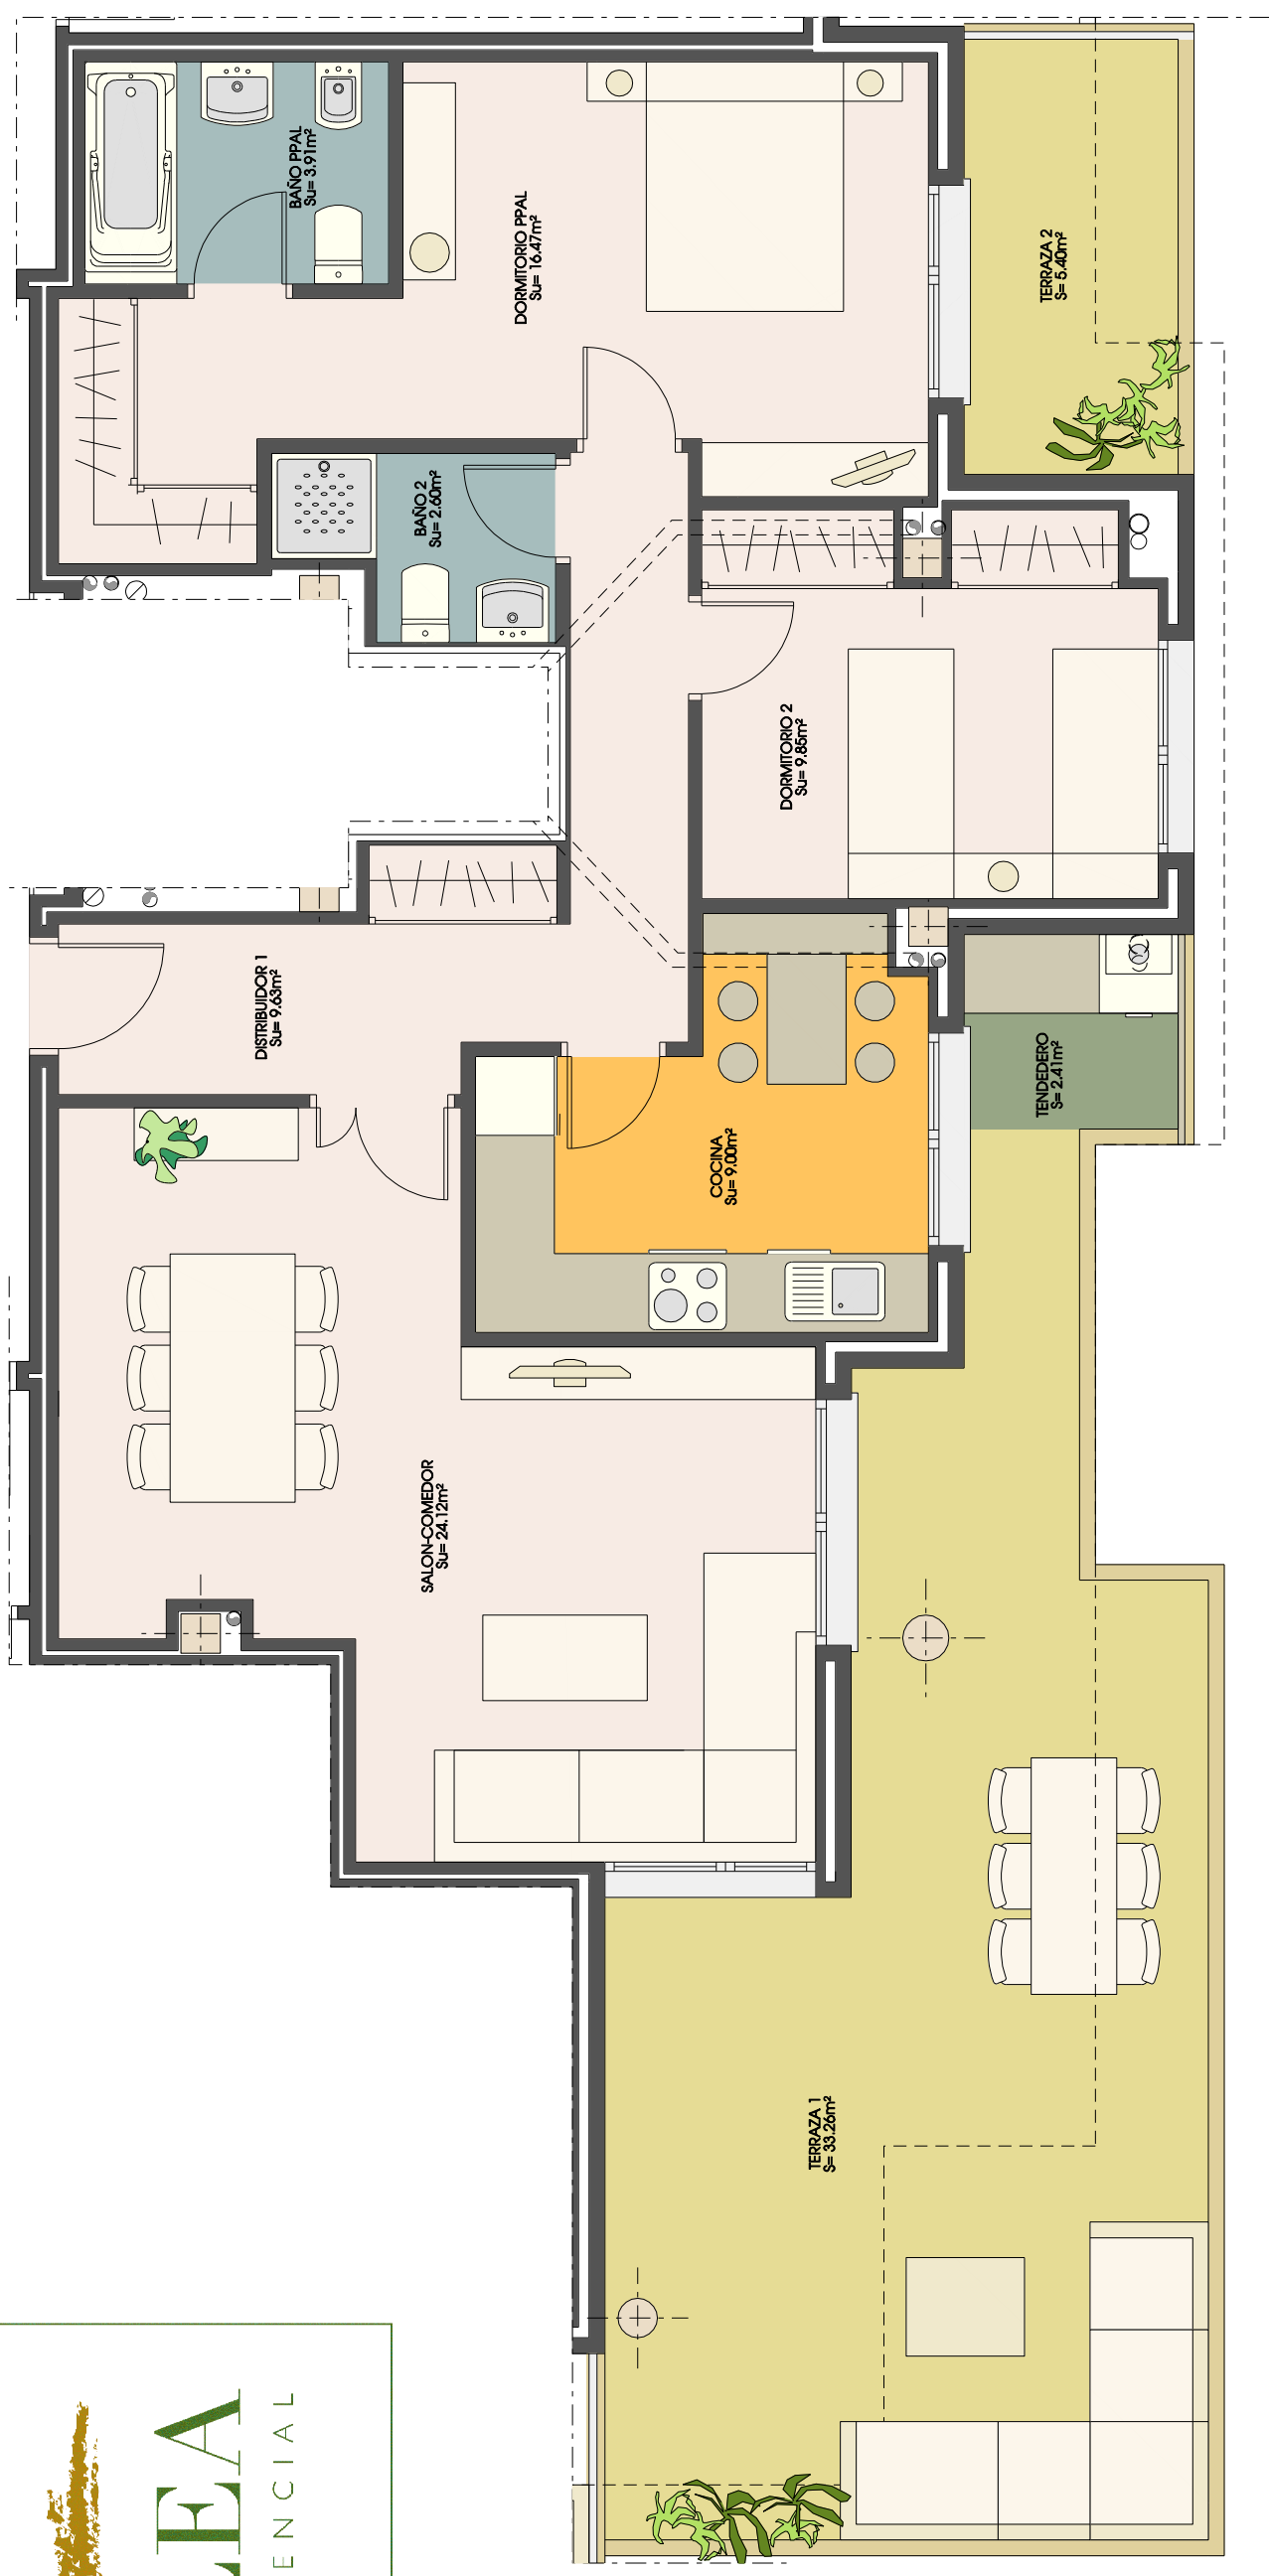 BAÑO PPAL
Su= 3.91m²
DORMITORIO PPAL
Su= 16.47m²
TERRAZA 2
S= 5.40m²
BAÑO 2
Su= 2.60m²
DORMITORIO 2
Su= 9.85m²
DISTRIBUIDOR 1
Su= 9.63m²
COCINA
Su= 9.00m²
TENDEDERO
S= 2.41m²
SALON-COMEDOR
Su= 24.12m²
TERRAZA 1
S= 33.26m²
EA
ENCIAL